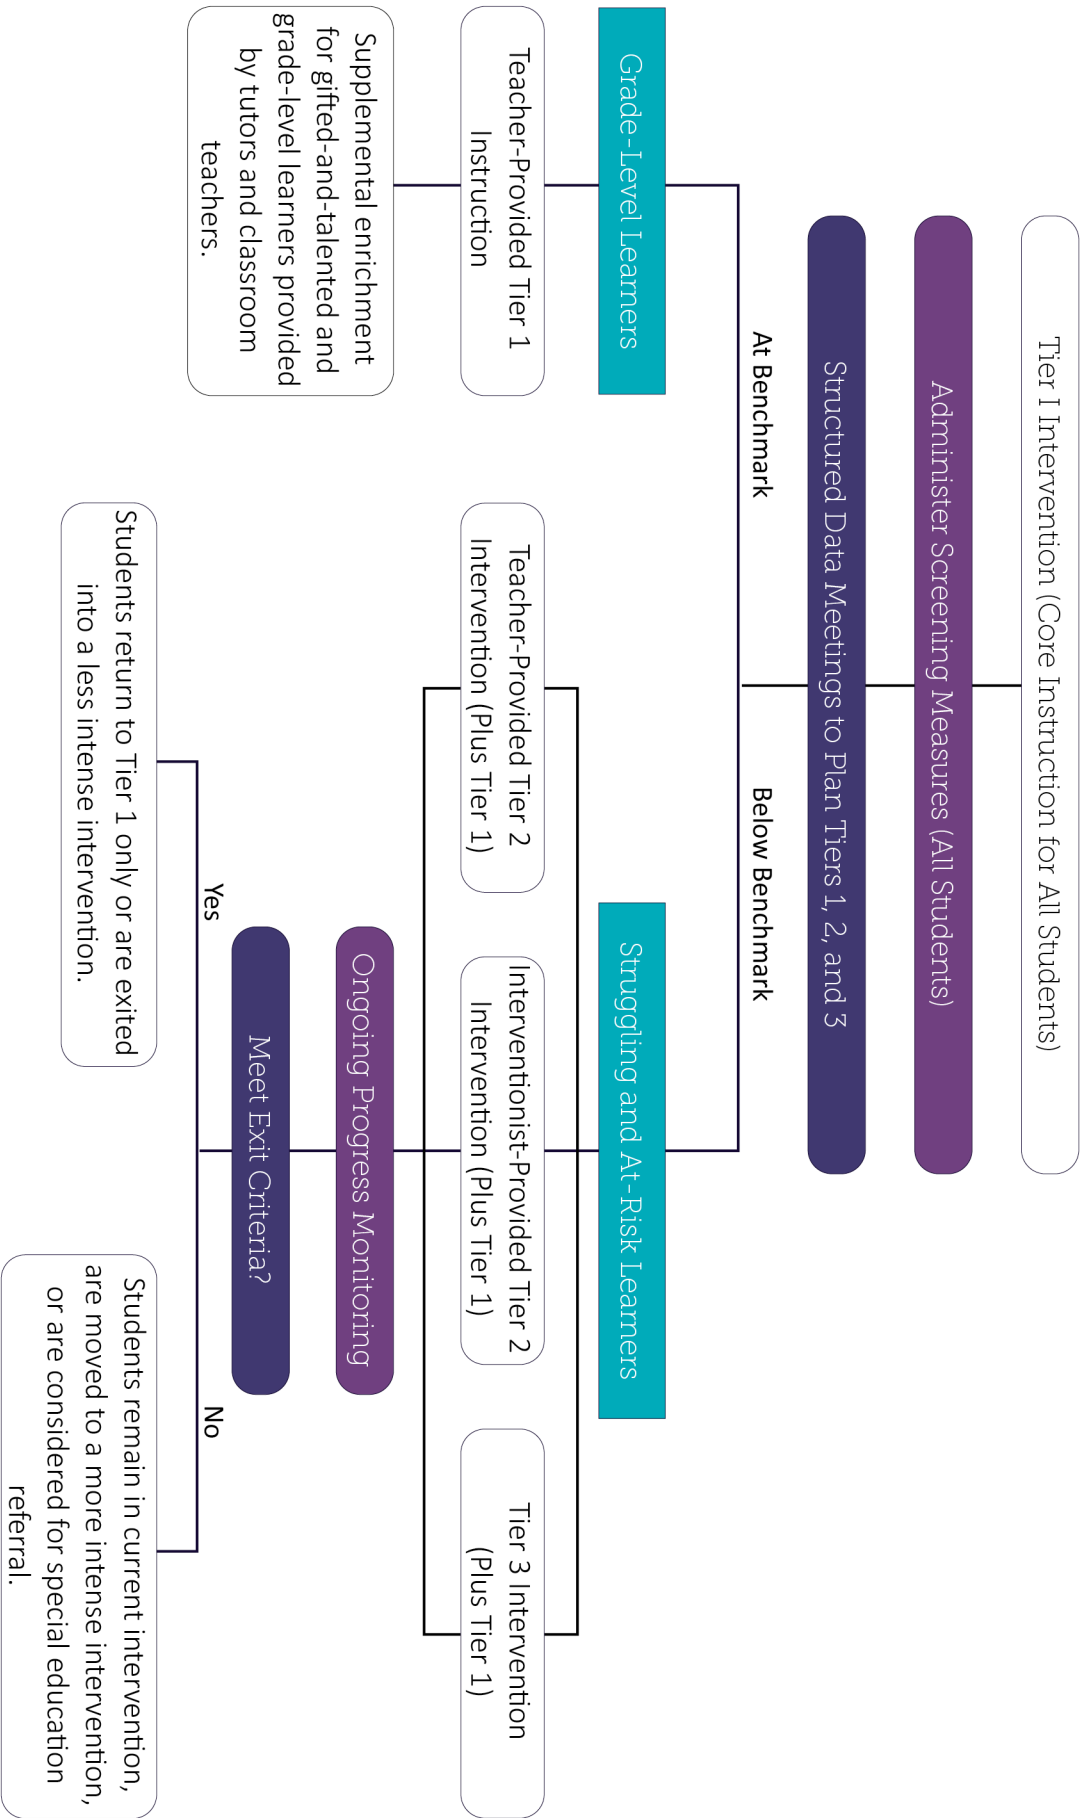 Tier I Intervention (Core Instruction for All Students)
Administer Screening Measures (All Students)
Structured Data Meetings to Plan Tiers 1, 2, and 3
At Benchmark
Below Benchmark
Grade-Level Learners
Struggling and At-Risk Learners
Teacher-Provided Tier 1
Instruction
Teacher-Provided Tier 2
Intervention (Plus Tier 1)
Interventionist-Provided Tier 2
Intervention (Plus Tier 1)
Tier 3 Intervention
(Plus Tier 1)
Supplemental enrichment
for gifted-and-talented and
grade-level learners provided
by tutors and classroom
teachers.
Ongoing Progress Monitoring
Meet Exit Criteria?
Yes
No
Students return to Tier 1 only or are exited
into a less intense intervention.
Students remain in current intervention,
are moved to a more intense intervention,
or are considered for special education
referral.